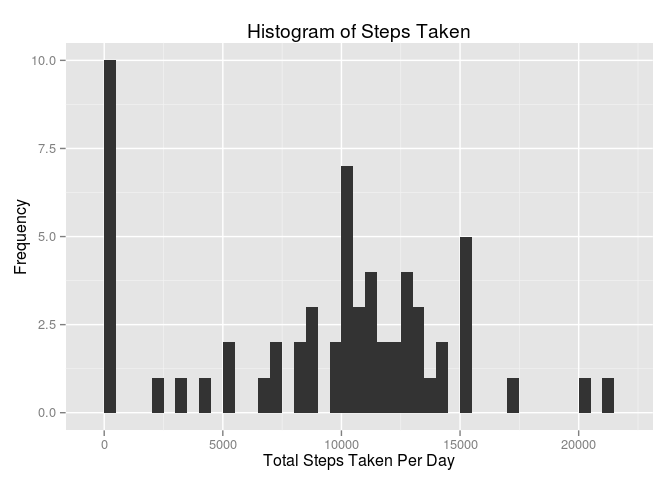 Histogram of Steps Taken
10.0
7.5
5.0
2.5
0.0
Frequency
0 5000 10000 15000 20000
Total Steps Taken Per Day